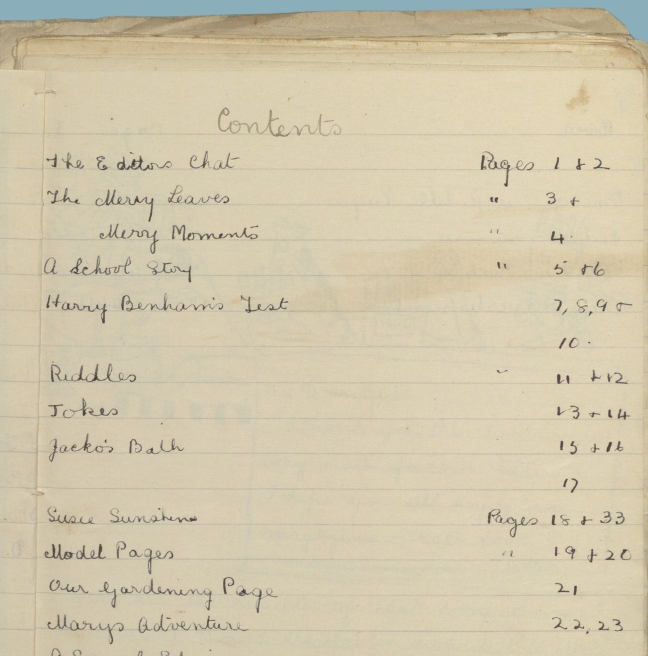 Contents
The Editors Chat Pages 1 & 2
The Merry Leaves " 3 &
Merry Moments " 4.
A School Story " 5 & 6
Harry Benham's Test 7, 8, 9 &
10.
Riddles " 11 & 12
Jokes 13 & 14
Jacko's Bath 15 & 16
17
Susie Sunshine Pages 18 & 33
Model Pages " 19 & 20
Our Gardening Page 21
Marys Adventure 22, 23